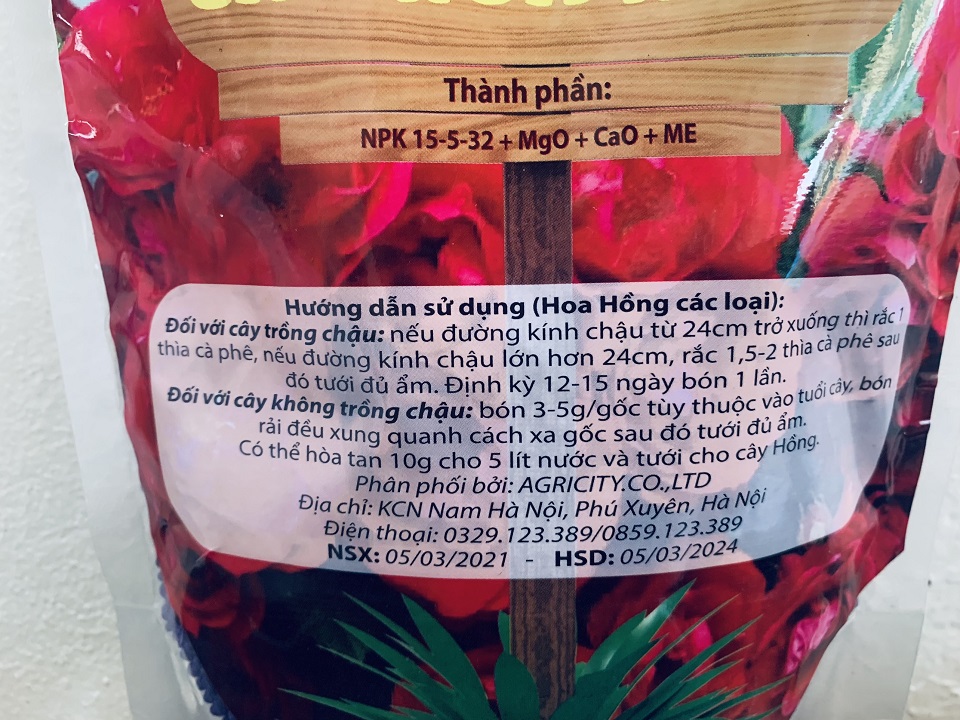 Thành phần:
NPK 15-5-32 + MgO + CaO + ME
Hướng dẫn sử dụng (Hoa Hồng các loại):
Đối với cây trồng chậu: nếu đường kính chậu từ 24cm trở xuống thì rắc 1
thìa cà phê, nếu đường kính chậu lớn hơn 24cm, rắc 1,5-2 thìa cà phê sau
đó tưới đủ ẩm. Định kỳ 12-15 ngày bón 1 lần.
Đối với cây không trồng chậu: bón 3-5g/gốc tùy thuộc vào tuổi cây, bón
rải đều xung quanh cách xa gốc sau đó tưới đủ ẩm.
Có thể hòa tan 10g cho 5 lít nước và tưới cho cây Hồng.
Phân phối bởi: AGRICITY.CO.,LTD
Địa chỉ: KCN Nam Hà Nội, Phú Xuyên, Hà Nội
Điện thoại: 0329.123.389/0859.123.389
NSX: 05/03/2021 - HSD: 05/03/2024